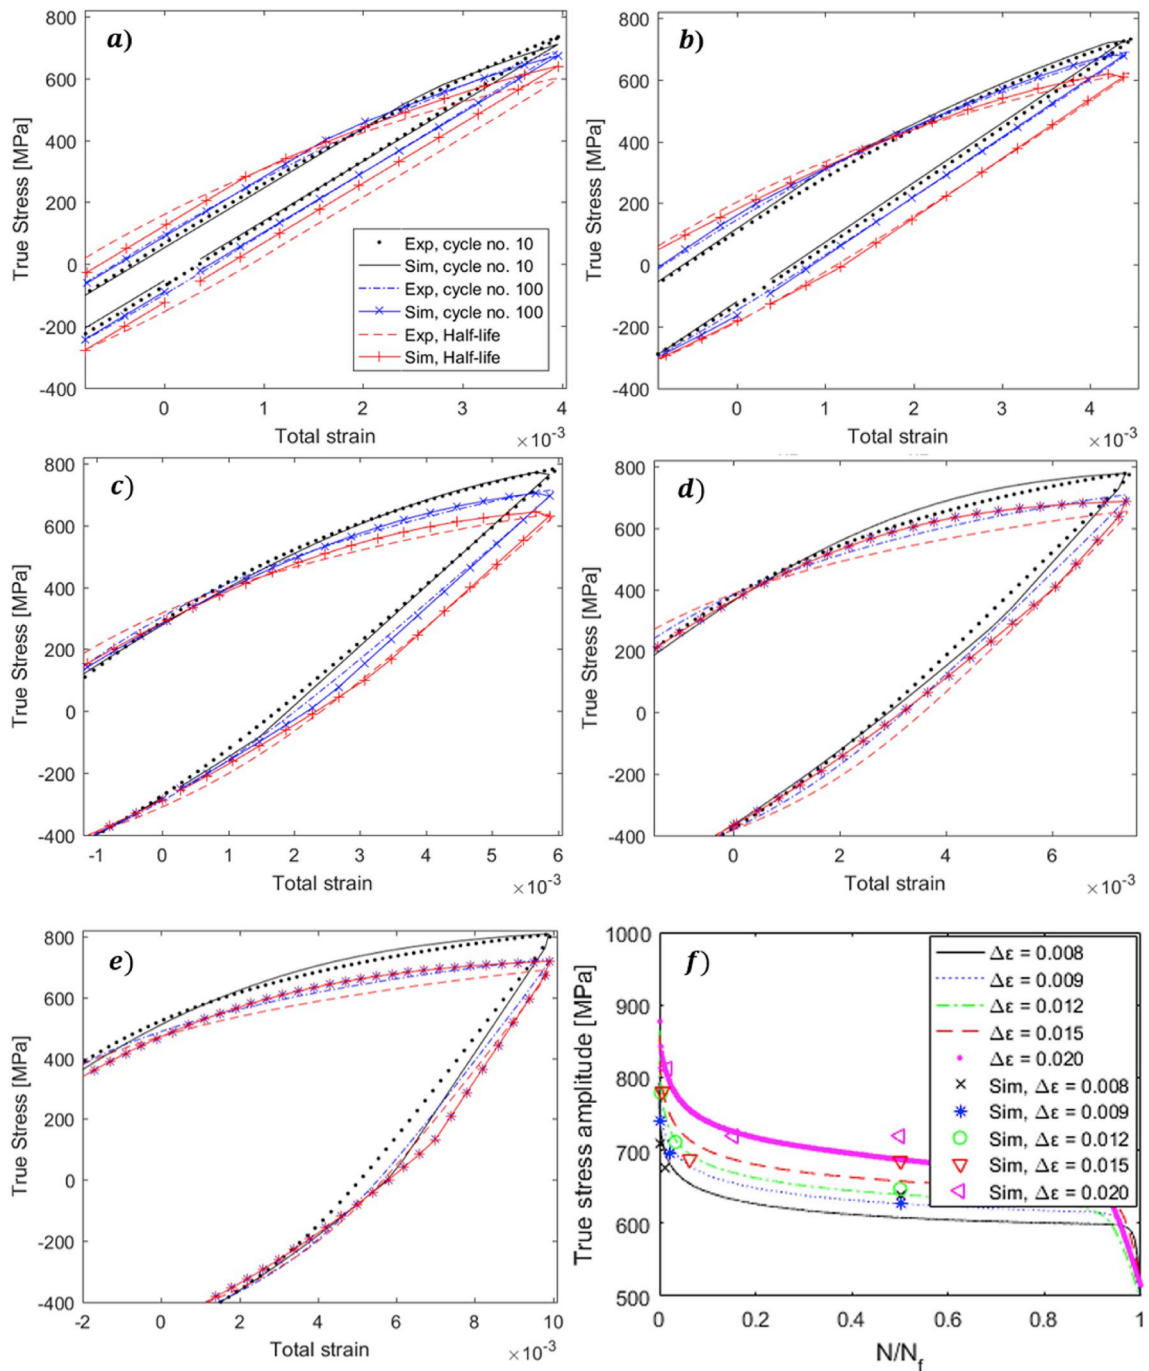 a)
800
600
400
200
0
-200
-400
True Stress [MPa]
Exp, cycle no. 10
Sim, cycle no. 10
Exp, cycle no. 100
Sim, cycle no. 100
Exp, Half-life
Sim, Half-life
0 1 2 3 4
Total strain
×10⁻³
b)
800
600
400
200
0
-200
-400
True Stress [MPa]
0 1 2 3 4
Total strain
×10⁻³
c)
800
600
400
200
0
-200
-400
True Stress [MPa]
-1 0 1 2 3 4 5 6
Total strain
×10⁻³
d)
800
600
400
200
0
-200
-400
True Stress [MPa]
0 2 4 6
Total strain
×10⁻³
e)
800
600
400
200
0
-200
-400
True Stress [MPa]
-2 0 2 4 6 8 10
Total strain
×10⁻³
f)
1000
900
800
700
600
500
True stress amplitude [MPa]
Δε = 0.008
Δε = 0.009
Δε = 0.012
Δε = 0.015
Δε = 0.020
Sim, Δε = 0.008
Sim, Δε = 0.009
Sim, Δε = 0.012
Sim, Δε = 0.015
Sim, Δε = 0.020
0 0.2 0.4 0.6 0.8 1
N/N_f